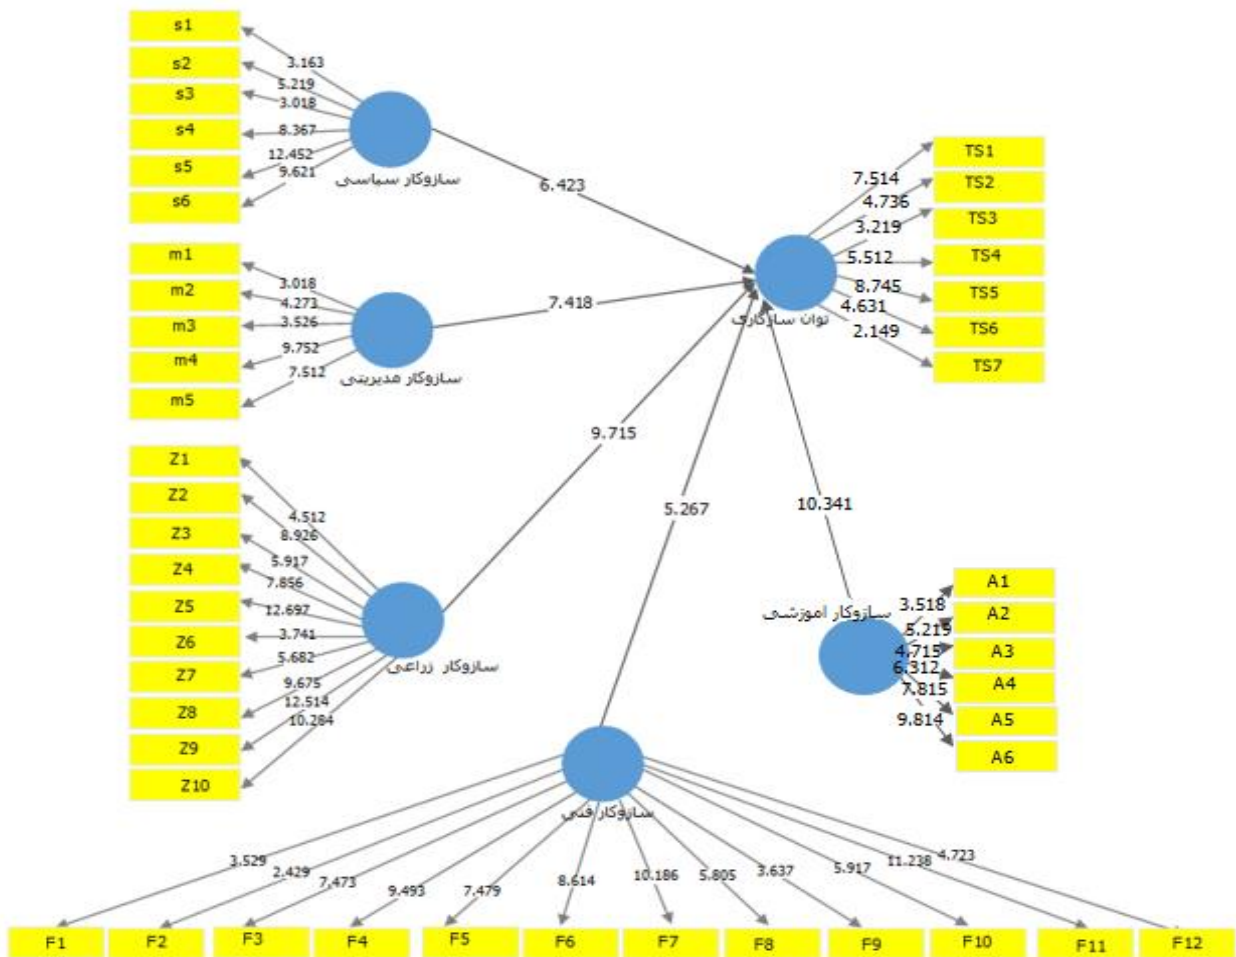 s1
s2
s3
s4
s5
s6
3.163
5.219
3.018
8.367
12.452
9.621
سازوکار سیاسی
6.423
m1
m2
m3
m4
m5
3.018
4.273
3.526
9.752
7.512
سازوکار مدیریتی
7.418
TS1
TS2
TS3
TS4
TS5
TS6
TS7
7.514
4.736
3.219
5.512
8.745
4.631
2.149
توان سازگاری
Z1
Z2
Z3
Z4
Z5
Z6
Z7
Z8
Z9
Z10
4.512
8.926
5.917
7.856
12.697
3.741
5.682
9.675
12.514
10.284
سازوکار زراعی
9.715
5.267
10.341
سازوکار اموزشی
A1
A2
A3
A4
A5
A6
3.518
5.219
4.715
6.312
7.815
9.814
سازوکار فنی
3.529
2.429
7.473
9.493
7.479
8.614
10.186
5.805
3.637
5.917
11.238
4.723
F1
F2
F3
F4
F5
F6
F7
F8
F9
F10
F11
F12